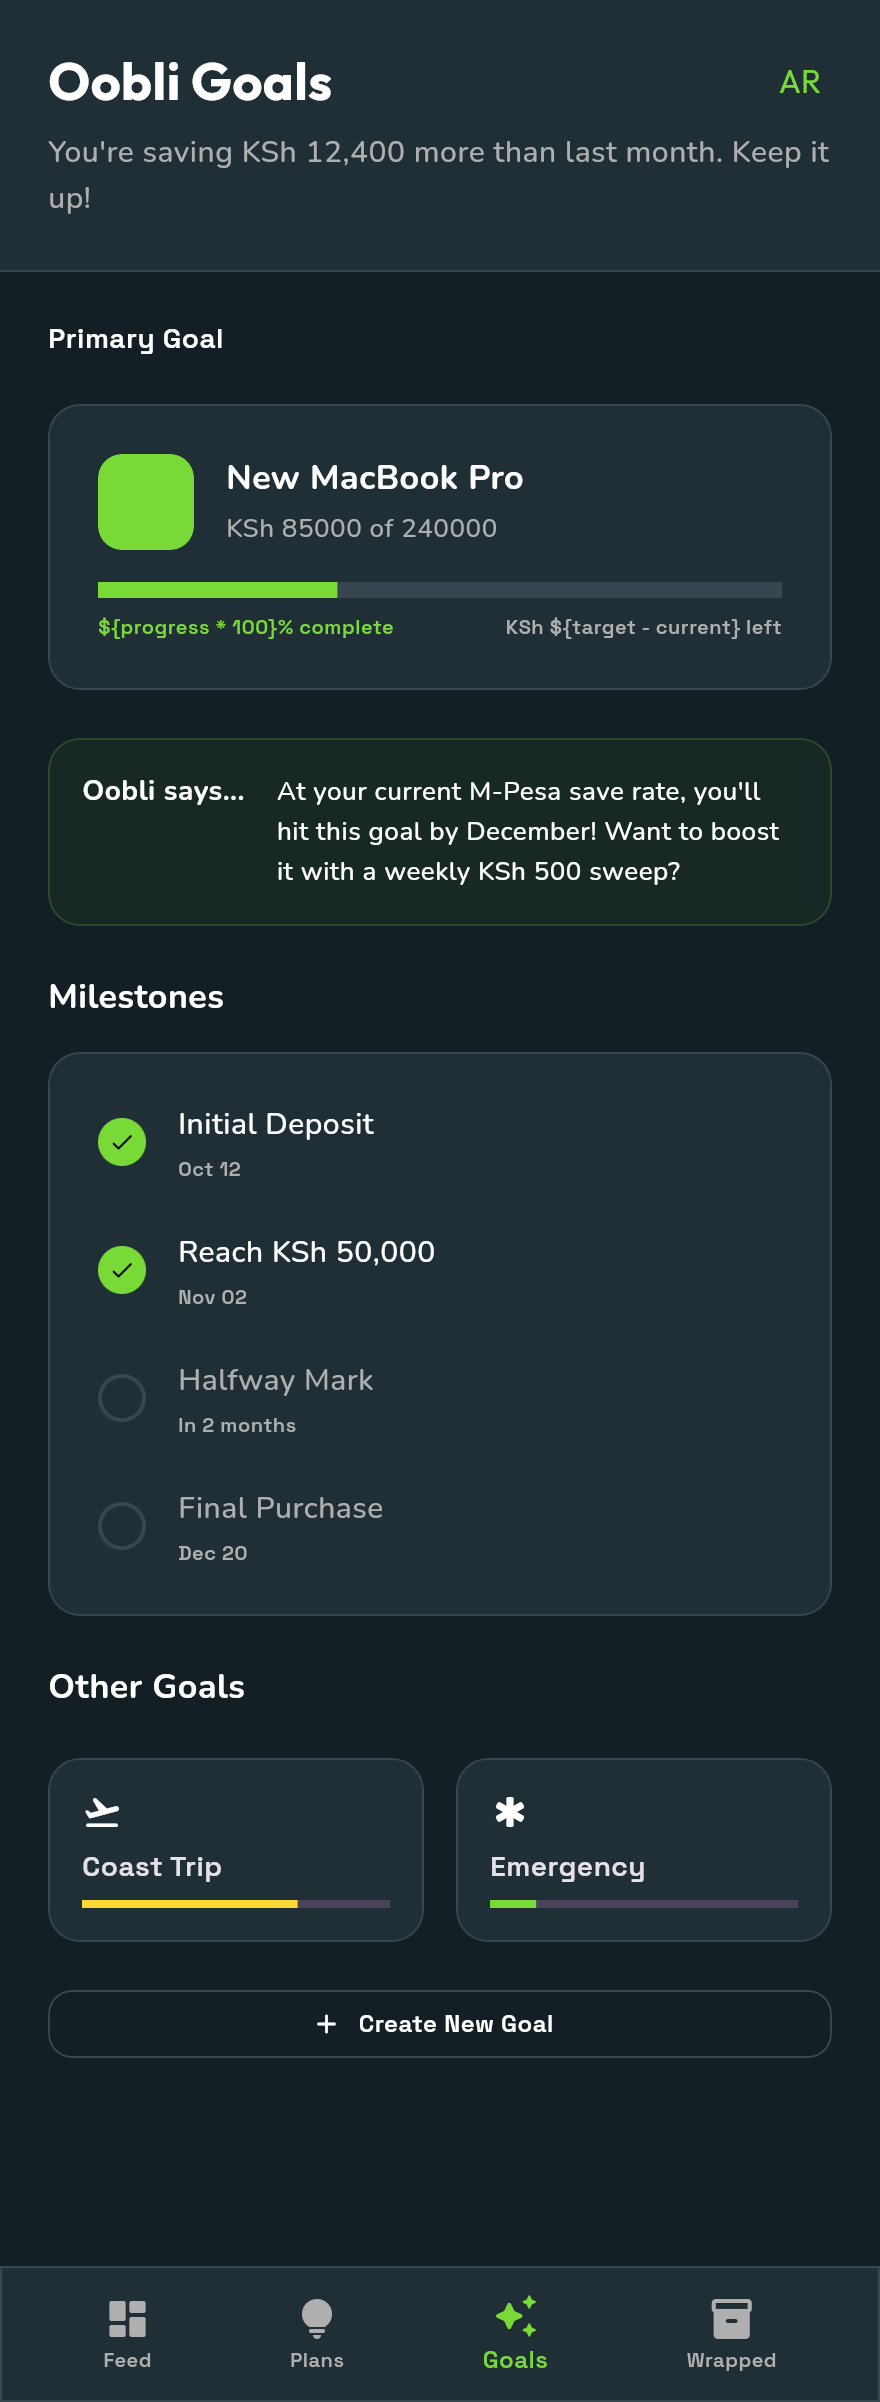 Oobli Goals
AR
You're saving KSh 12,400 more than last month. Keep it
up!
Primary Goal
New MacBook Pro
KSh 85000 of 240000
${progress * 100}% complete
KSh ${target - current} left
Oobli says...
At your current M-Pesa save rate, you'll
hit this goal by December! Want to boost
it with a weekly KSh 500 sweep?
Milestones
Initial Deposit
Oct 12
Reach KSh 50,000
Nov 02
Halfway Mark
In 2 months
Final Purchase
Dec 20
Other Goals
Coast Trip
Emergency
Create New Goal
Feed
Plans
Goals
Wrapped